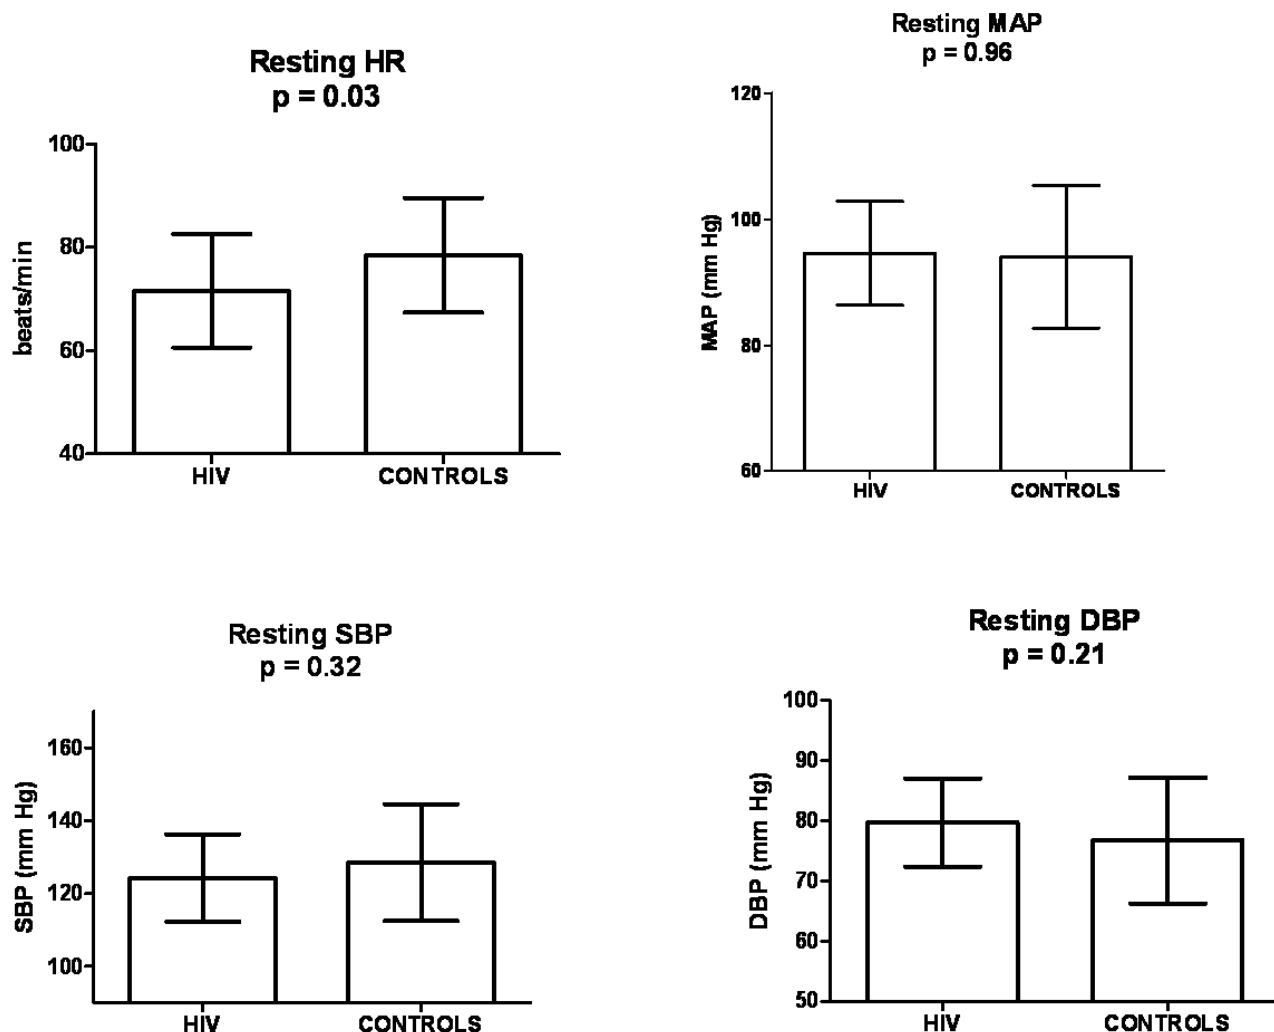 Resting HR
p = 0.03
100
80
60
40
beats/min
HIV
CONTROLS
Resting MAP
p = 0.96
120
100
80
60
MAP (mm Hg)
HIV
CONTROLS
Resting SBP
p = 0.32
160
140
120
100
SBP (mm Hg)
HIV
CONTROLS
Resting DBP
p = 0.21
100
90
80
70
60
50
DBP (mm Hg)
HIV
CONTROLS